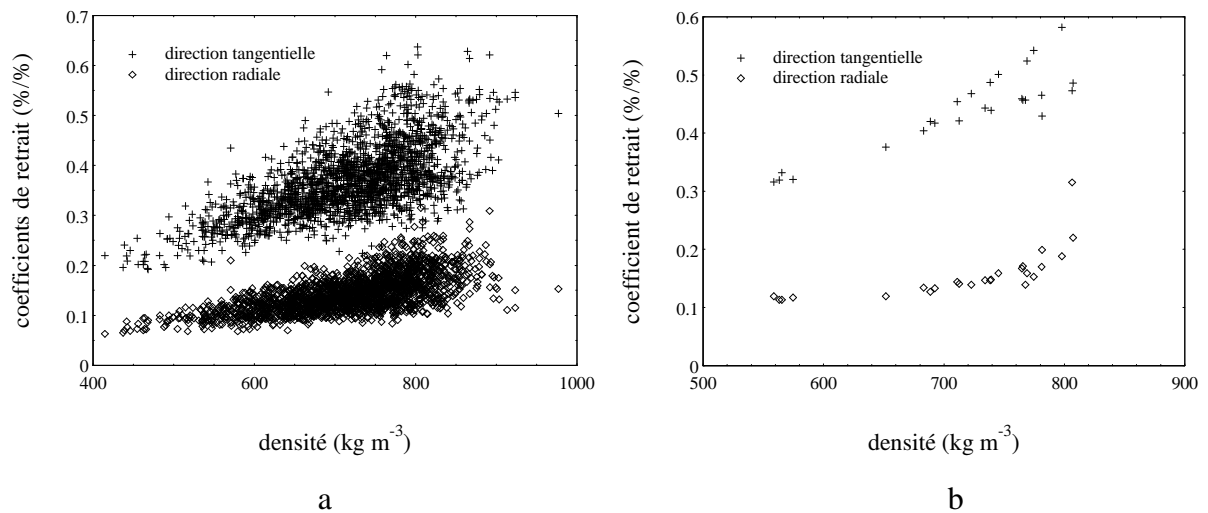 0.7
0.6
0.5
0.4
0.3
0.2
0.1
0
400
600
800
1000
coefficients de retrait (%/%)
densité (kg m-3)
direction tangentielle
direction radiale
a
0.6
0.5
0.4
0.3
0.2
0.1
0
500
600
700
800
900
coefficient de retrait (%/%)
densité (kg m-3)
direction tangentielle
direction radiale
b